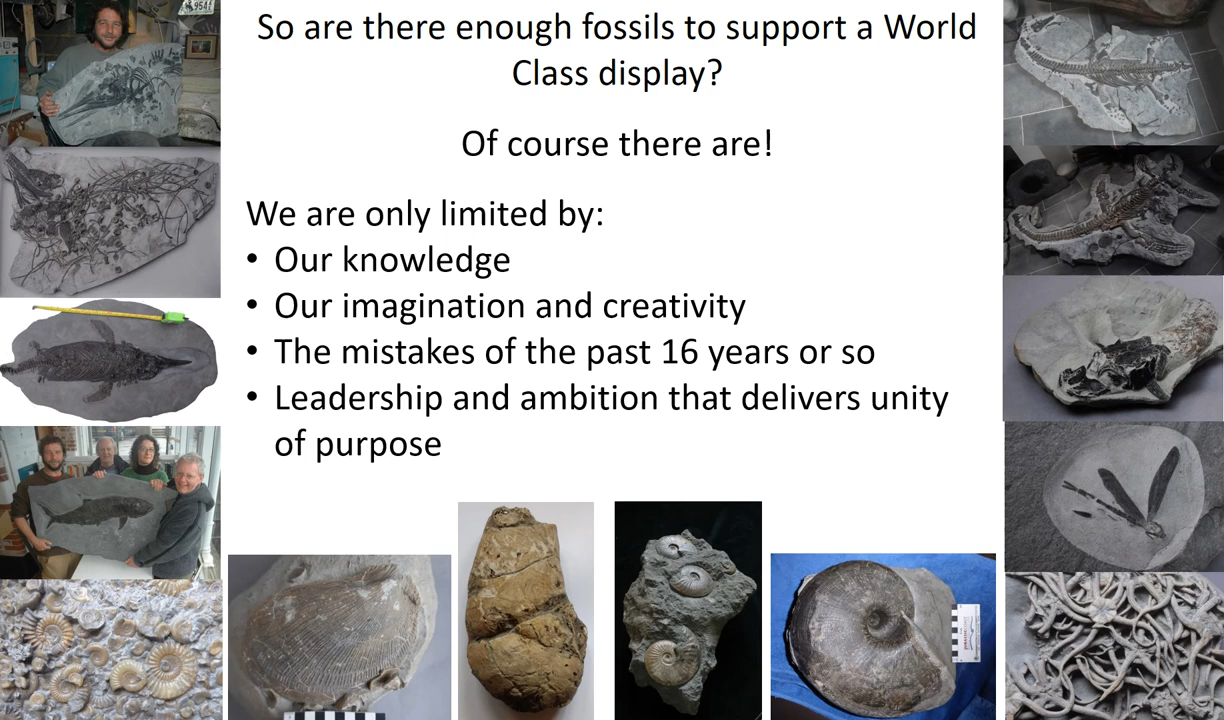 So are there enough fossils to support a World
Class display?
Of course there are!
We are only limited by:
• Our knowledge
• Our imagination and creativity
• The mistakes of the past 16 years or so
• Leadership and ambition that delivers unity
of purpose